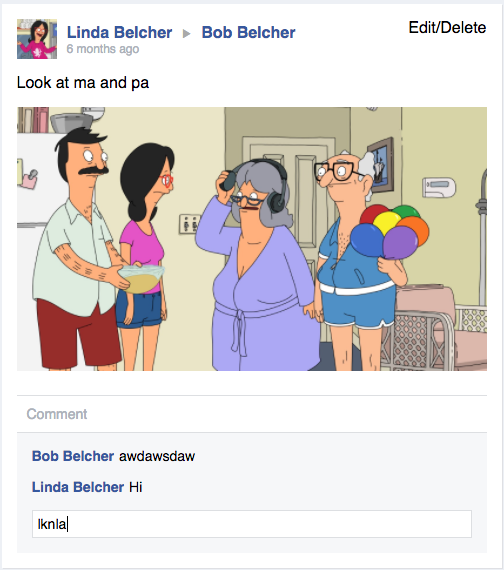 Linda Belcher ▸ Bob Belcher
Edit/Delete
6 months ago
Look at ma and pa
Comment
Bob Belcher awdawsdaw
Linda Belcher Hi
lknla